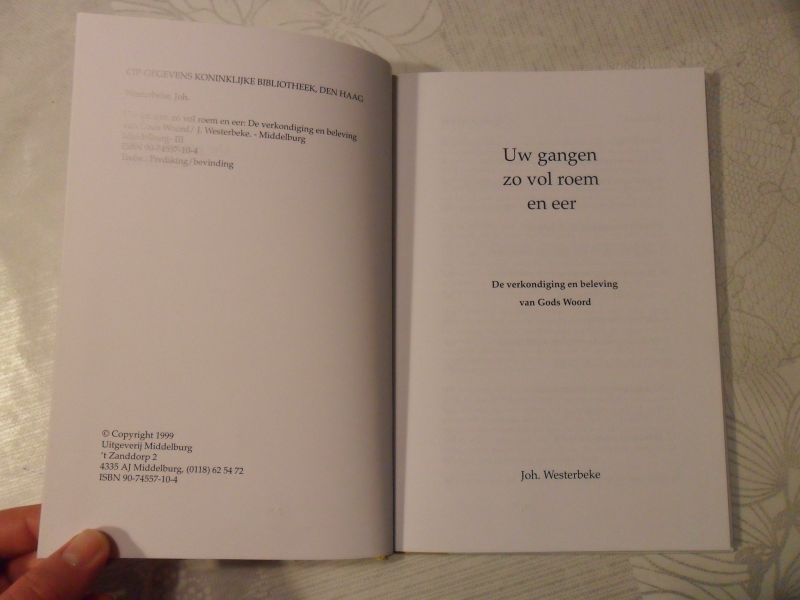 CIP-GEGEVENS KONINKLIJKE BIBLIOTHEEK, DEN HAAG
Westerbeke, Joh.
Uw gangen zo vol roem en eer: De verkondiging en beleving
van Gods Woord / J. Westerbeke. - Middelburg
Middelburg- III
ISBN 90-74557-10-4
Trefw.: Prediking/bevinding
© Copyright 1999
Uitgeverij Middelburg
't Zanddorp 2
4335 AJ Middelburg, (0118) 62 54 72
ISBN 90-74557-10-4
Uw gangen
zo vol roem
en eer
De verkondiging en beleving
van Gods Woord
Joh. Westerbeke